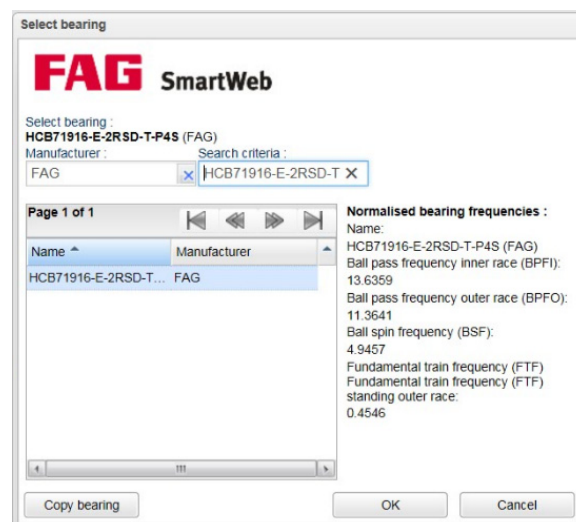 Select bearing
FAG SmartWeb
Select bearing :
HCB71916-E-2RSD-T-P4S (FAG)
Manufacturer : Search criteria :
FAG HCB71916-E-2RSD-T
Page 1 of 1
Name Manufacturer
HCB71916-E-2RSD-T... FAG
Normalised bearing frequencies :
Name:
HCB71916-E-2RSD-T-P4S (FAG)
Ball pass frequency inner race (BPFI):
13.6359
Ball pass frequency outer race (BPFO):
11.3641
Ball spin frequency (BSF):
4.9457
Fundamental train frequency (FTF)
Fundamental train frequency (FTF)
standing outer race:
0.4546
Copy bearing OK Cancel